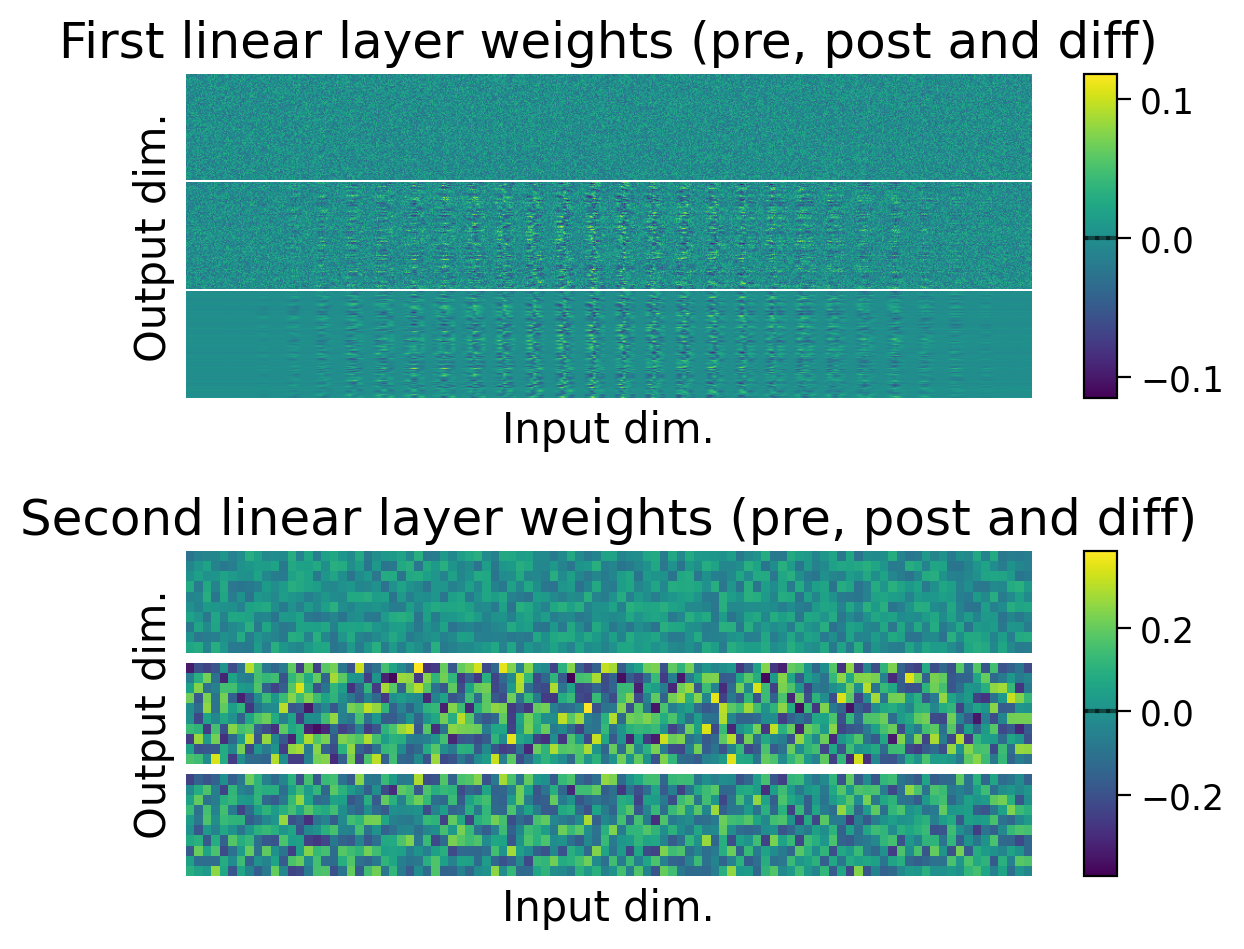 First linear layer weights (pre, post and diff)
Output dim.
0.1
0.0
−0.1
Input dim.
Second linear layer weights (pre, post and diff)
Output dim.
0.2
0.0
−0.2
Input dim.